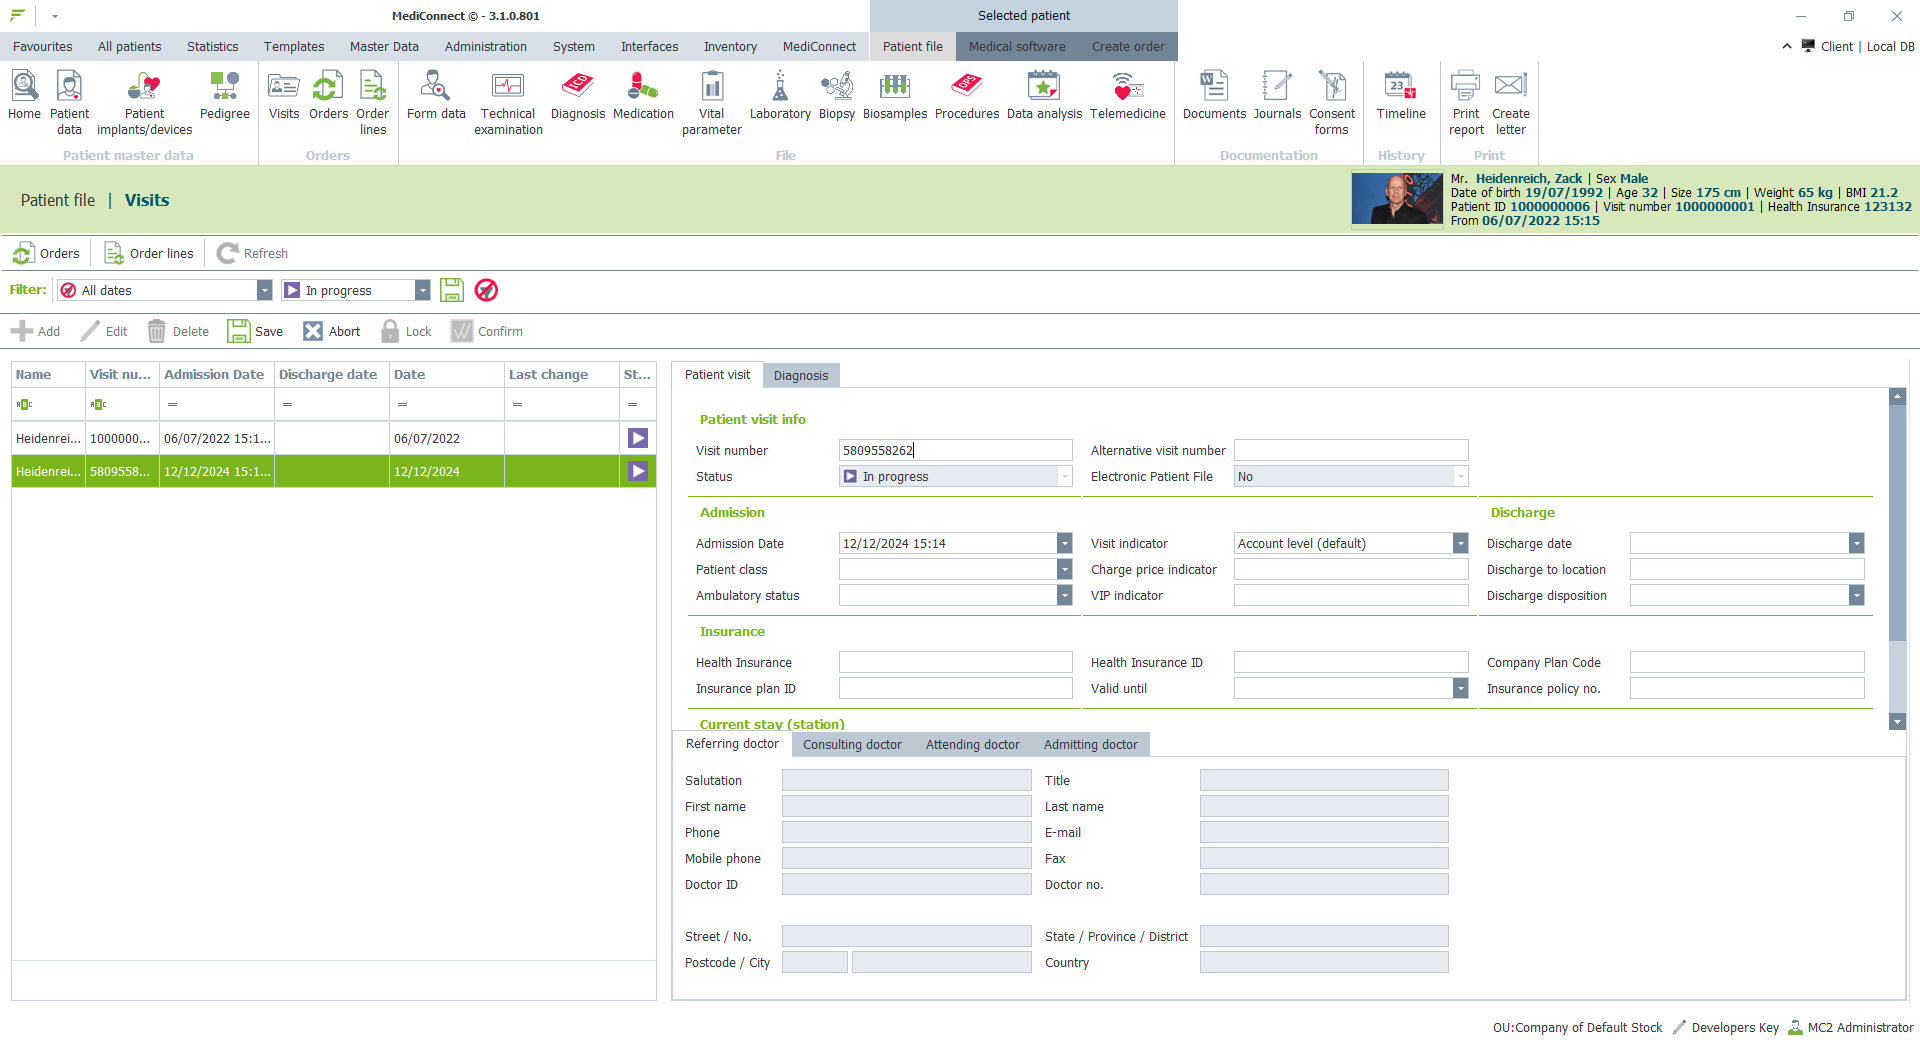 MediConnect © - 3.1.0.801
Selected patient
Favourites All patients Statistics Templates Master Data Administration System Interfaces Inventory MediConnect Patient file Medical software Create order
Client | Local DB
Home
Patient data
Patient implants/devices
Pedigree
Patient master data
Visits
Orders
Order lines
Orders
Form data
Technical examination
Diagnosis
Medication
Vital parameter
Laboratory
Biopsy
Biosamples
Procedures
Data analysis
Telemedicine
File
Documents
Journals
Consent forms
Documentation
Timeline
History
Print report
Create letter
Print
Patient file | Visits
Mr. Heidenreich, Zack | Sex Male
Date of birth 19/07/1992 | Age 32 | Size 175 cm | Weight 65 kg | BMI 21.2
Patient ID 1000000006 | Visit number 1000000001 | Health Insurance 123132
From 06/07/2022 15:15
Orders Order lines Refresh
Filter: All dates In progress
Add Edit Delete Save Abort Lock Confirm
Name Visit nu... Admission Date Discharge date Date Last change St...
= = = = =
Heidenrei... 1000000... 06/07/2022 15:1... 06/07/2022
Heidenrei... 5809558... 12/12/2024 15:1... 12/12/2024
Patient visit Diagnosis
Patient visit info
Visit number 5809558262 Alternative visit number
Status In progress Electronic Patient File No
Admission Discharge
Admission Date 12/12/2024 15:14 Visit indicator Account level (default) Discharge date
Patient class Charge price indicator Discharge to location
Ambulatory status VIP indicator Discharge disposition
Insurance
Health Insurance Health Insurance ID Company Plan Code
Insurance plan ID Valid until Insurance policy no.
Current stay (station)
Referring doctor Consulting doctor Attending doctor Admitting doctor
Salutation Title
First name Last name
Phone E-mail
Mobile phone Fax
Doctor ID Doctor no.
Street / No. State / Province / District
Postcode / City Country
OU:Company of Default Stock Developers Key MC2 Administrator